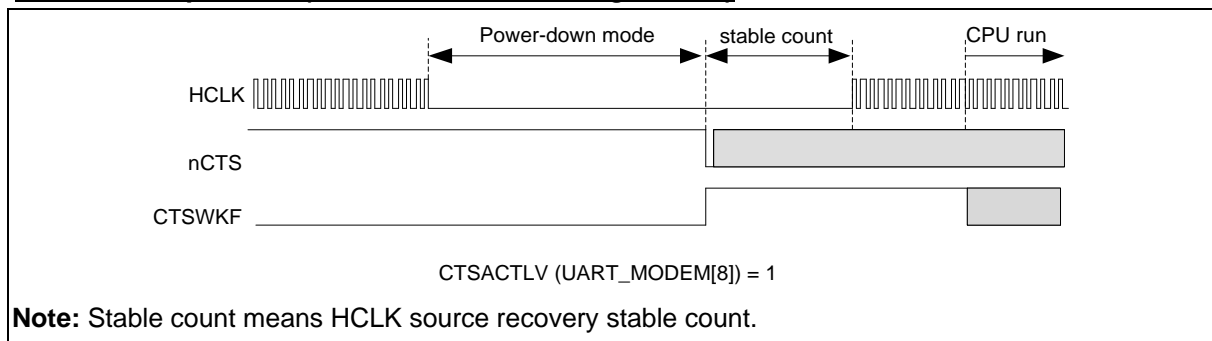 Power-down mode stable count CPU run
HCLK
nCTS
CTSWKF
CTSACTLV (UART_MODEM[8]) = 1
Note: Stable count means HCLK source recovery stable count.